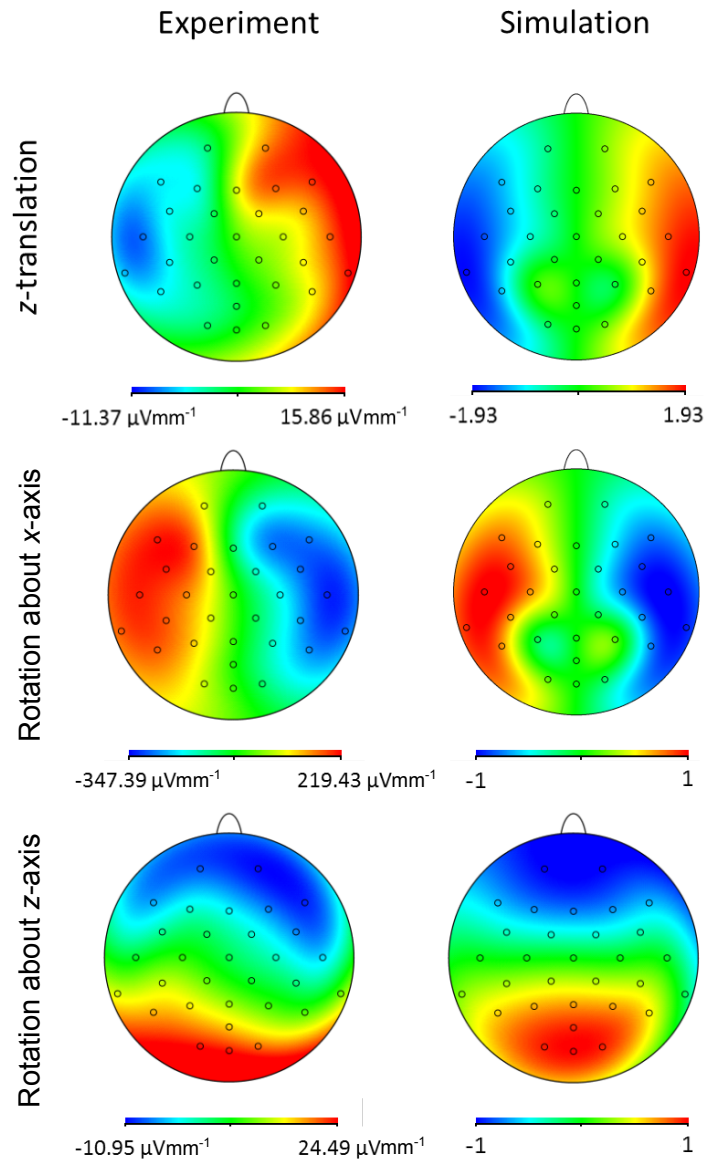 Experiment Simulation
z-translation
-11.37 µVmm⁻¹ 15.86 µVmm⁻¹ -1.93 1.93
Rotation about x-axis
-347.39 µVmm⁻¹ 219.43 µVmm⁻¹ -1 1
Rotation about z-axis
-10.95 µVmm⁻¹ 24.49 µVmm⁻¹ -1 1